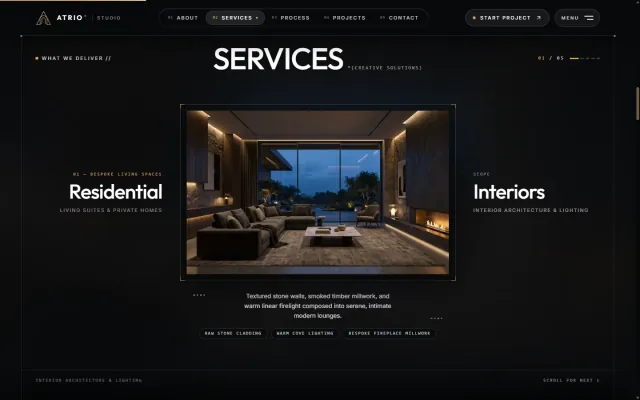 ATRIO° | STUDIO
01 ABOUT
02 SERVICES
03 PROCESS
04 PROJECTS
05 CONTACT
START PROJECT
MENU
WHAT WE DELIVER //
SERVICES
*[CREATIVE SOLUTIONS]
01 / 05
01 — BESPOKE LIVING SPACES
Residential
LIVING SUITES & PRIVATE HOMES
SCOPE
Interiors
INTERIOR ARCHITECTURE & LIGHTING
Textured stone walls, smoked timber millwork, and
warm linear firelight composed into serene, intimate
modern lounges.
RAW STONE CLADDING
WARM COVE LIGHTING
BESPOKE FIREPLACE MILLWORK
INTERIOR ARCHITECTURE & LIGHTING
SCROLL FOR NEXT